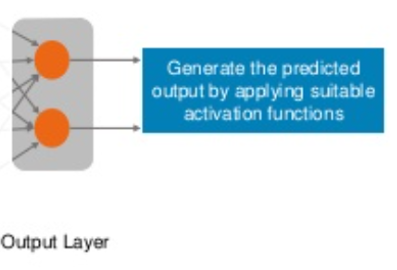 Generate the predicted
output by applying suitable
activation functions
Output Layer